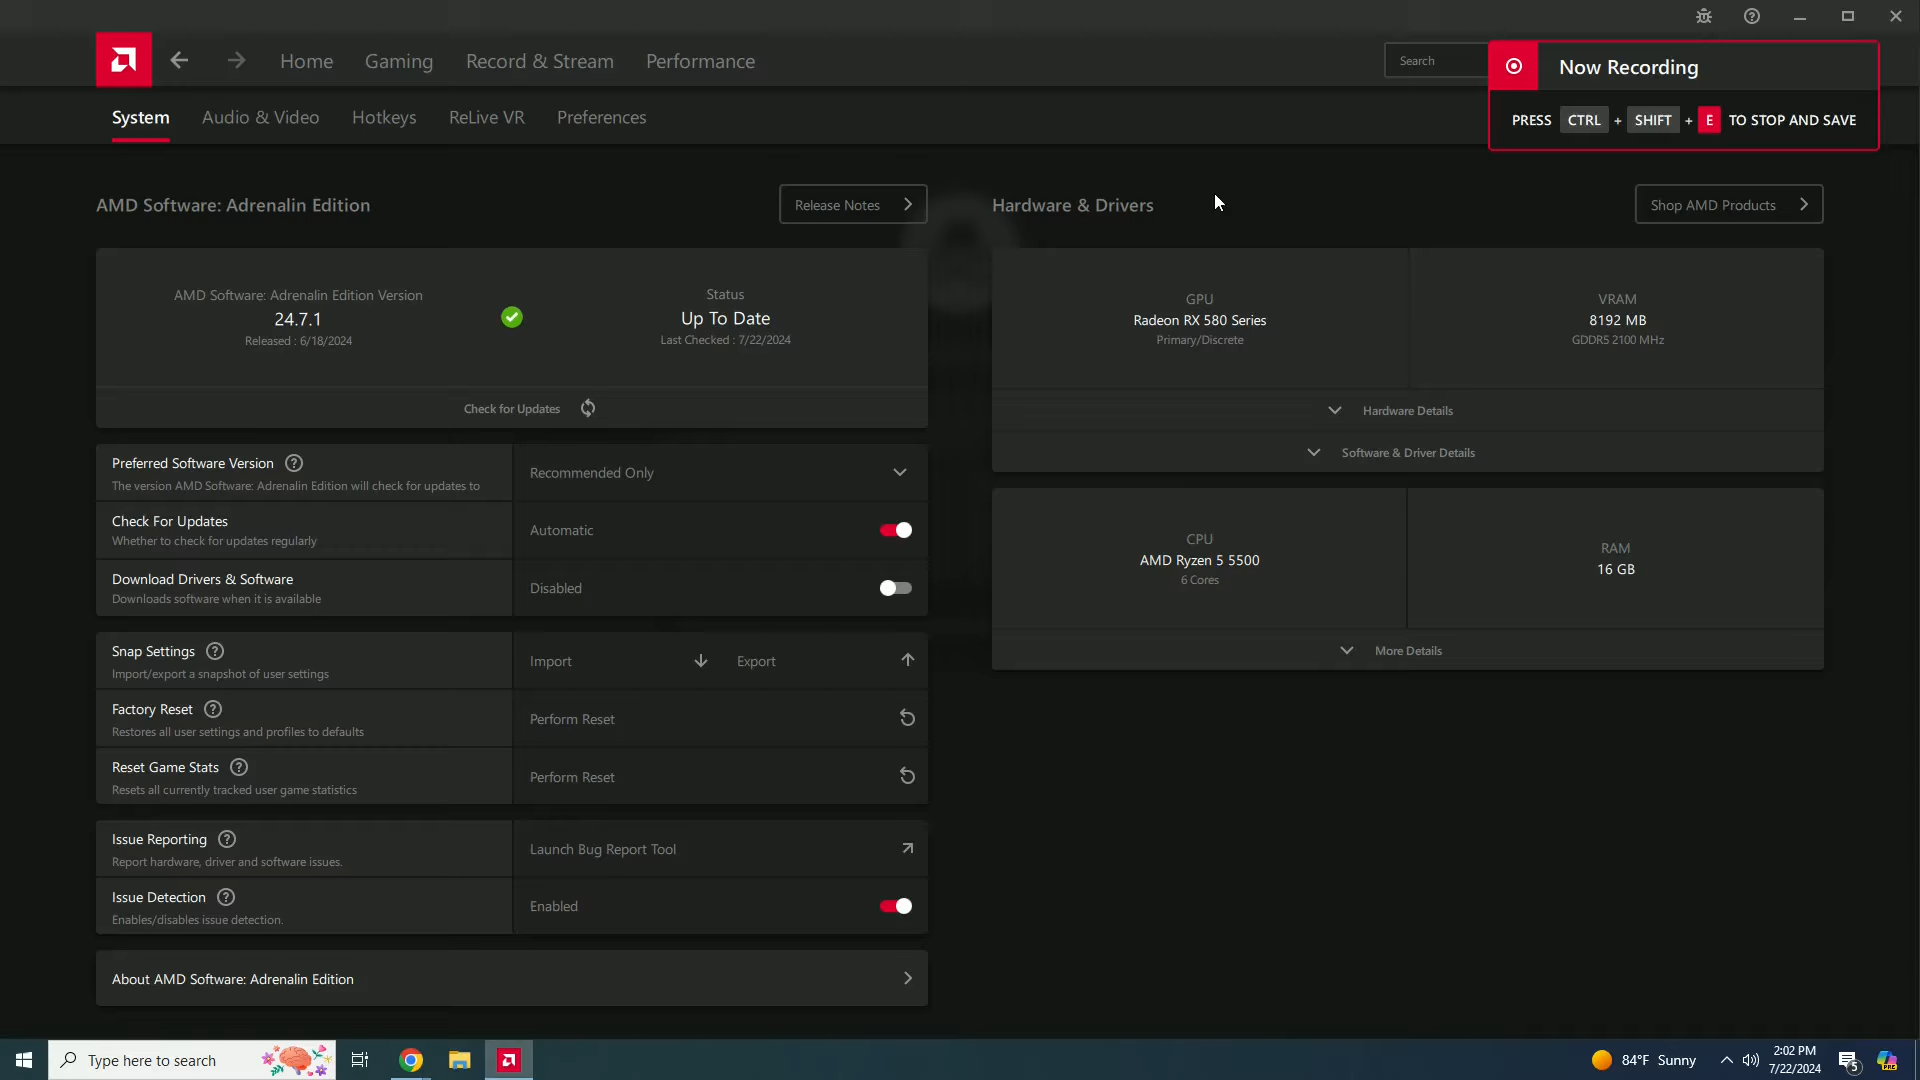 Home
Gaming
Record & Stream
Performance
Search
Now Recording
PRESS CTRL + SHIFT + E TO STOP AND SAVE
System
Audio & Video
Hotkeys
ReLive VR
Preferences
AMD Software: Adrenalin Edition
Release Notes
AMD Software: Adrenalin Edition Version
24.7.1
Released : 6/18/2024
Status
Up To Date
Last Checked : 7/22/2024
Check for Updates
Preferred Software Version
The version AMD Software: Adrenalin Edition will check for updates to
Recommended Only
Check For Updates
Whether to check for updates regularly
Automatic
Download Drivers & Software
Downloads software when it is available
Disabled
Snap Settings
Import/export a snapshot of user settings
Import
Export
Factory Reset
Restores all user settings and profiles to defaults
Perform Reset
Reset Game Stats
Resets all currently tracked user game statistics
Perform Reset
Issue Reporting
Report hardware, driver and software issues.
Launch Bug Report Tool
Issue Detection
Enables/disables issue detection.
Enabled
About AMD Software: Adrenalin Edition
Hardware & Drivers
Shop AMD Products
GPU
Radeon RX 580 Series
Primary/Discrete
VRAM
8192 MB
GDDR5 2100 MHz
Hardware Details
Software & Driver Details
CPU
AMD Ryzen 5 5500
6 Cores
RAM
16 GB
More Details
Type here to search
84°F Sunny
2:02 PM
7/22/2024
5
PRE